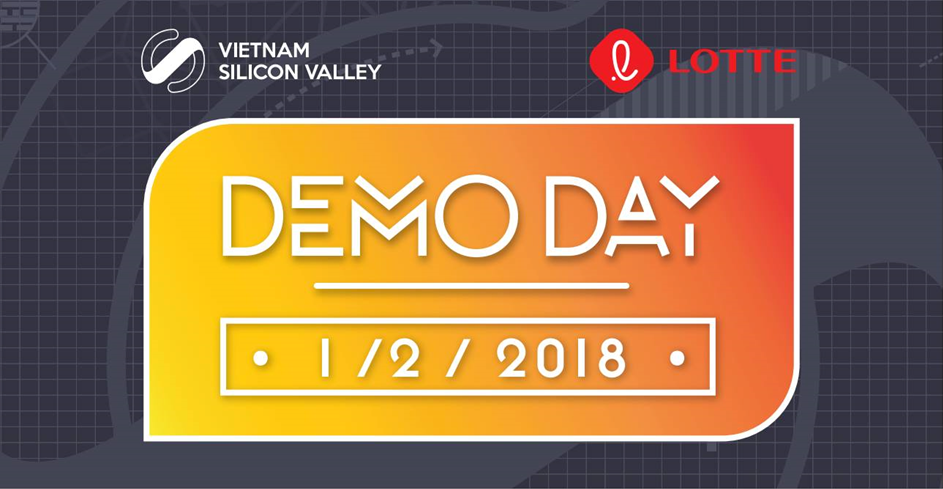 VIETNAM
SILICON VALLEY
LOTTE
DEMO DAY
• 1 /2 / 2018 •